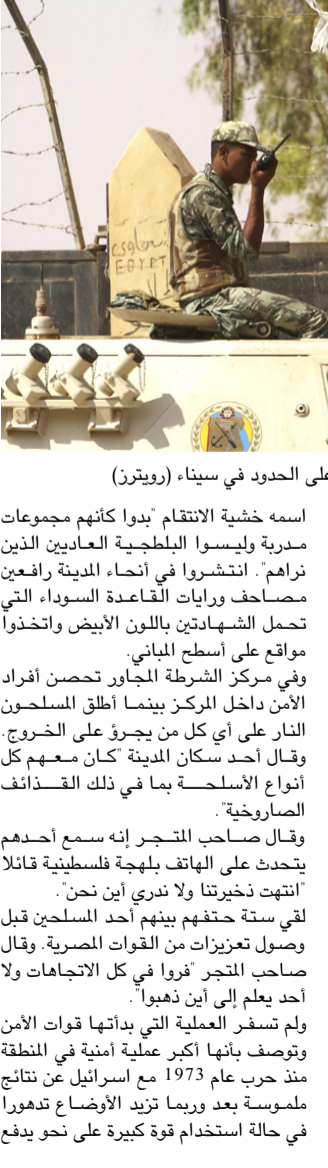 EGYPT
على الحدود في سيناء (رويترز)
اسمه خشية الانتقام "بدوا كأنهم مجموعات
مدربة وليسوا البلطجية العاديين الذين
نراهم". انتشروا في أنحاء المدينة رافعين
مصاحف ورايات القاعدة السوداء التي
تحمل الشهادتين باللون الأبيض واتخذوا
مواقع على أسطح المباني.
وفي مركز الشرطة المجاور تحصن أفراد
الأمن داخل المركز بينما أطلق المسلحون
النار على أي كل من يجرؤ على الخروج.
وقال أحد سكان المدينة "كان معهم كل
أنواع الأسلحة بما في ذلك القذائف
الصاروخية".
وقال صاحب المتجر إنه سمع أحدهم
يتحدث على الهاتف بلهجة فلسطينية قائلا
"انتهت ذخيرتنا ولا ندري أين نحن".
لقي ستة حتفهم بينهم أحد المسلحين قبل
وصول تعزيزات من القوات المصرية. وقال
صاحب المتجر "فروا في كل الاتجاهات ولا
أحد يعلم إلى أين ذهبوا".
ولم تسفر العملية التي بدأتها قوات الأمن
وتوصف بأنها أكبر عملية أمنية في المنطقة
منذ حرب عام 1973 مع اسرائيل عن نتائج
ملموسة بعد وربما تزيد الأوضاع تدهورا
في حالة استخدام قوة كبيرة على نحو يدفع